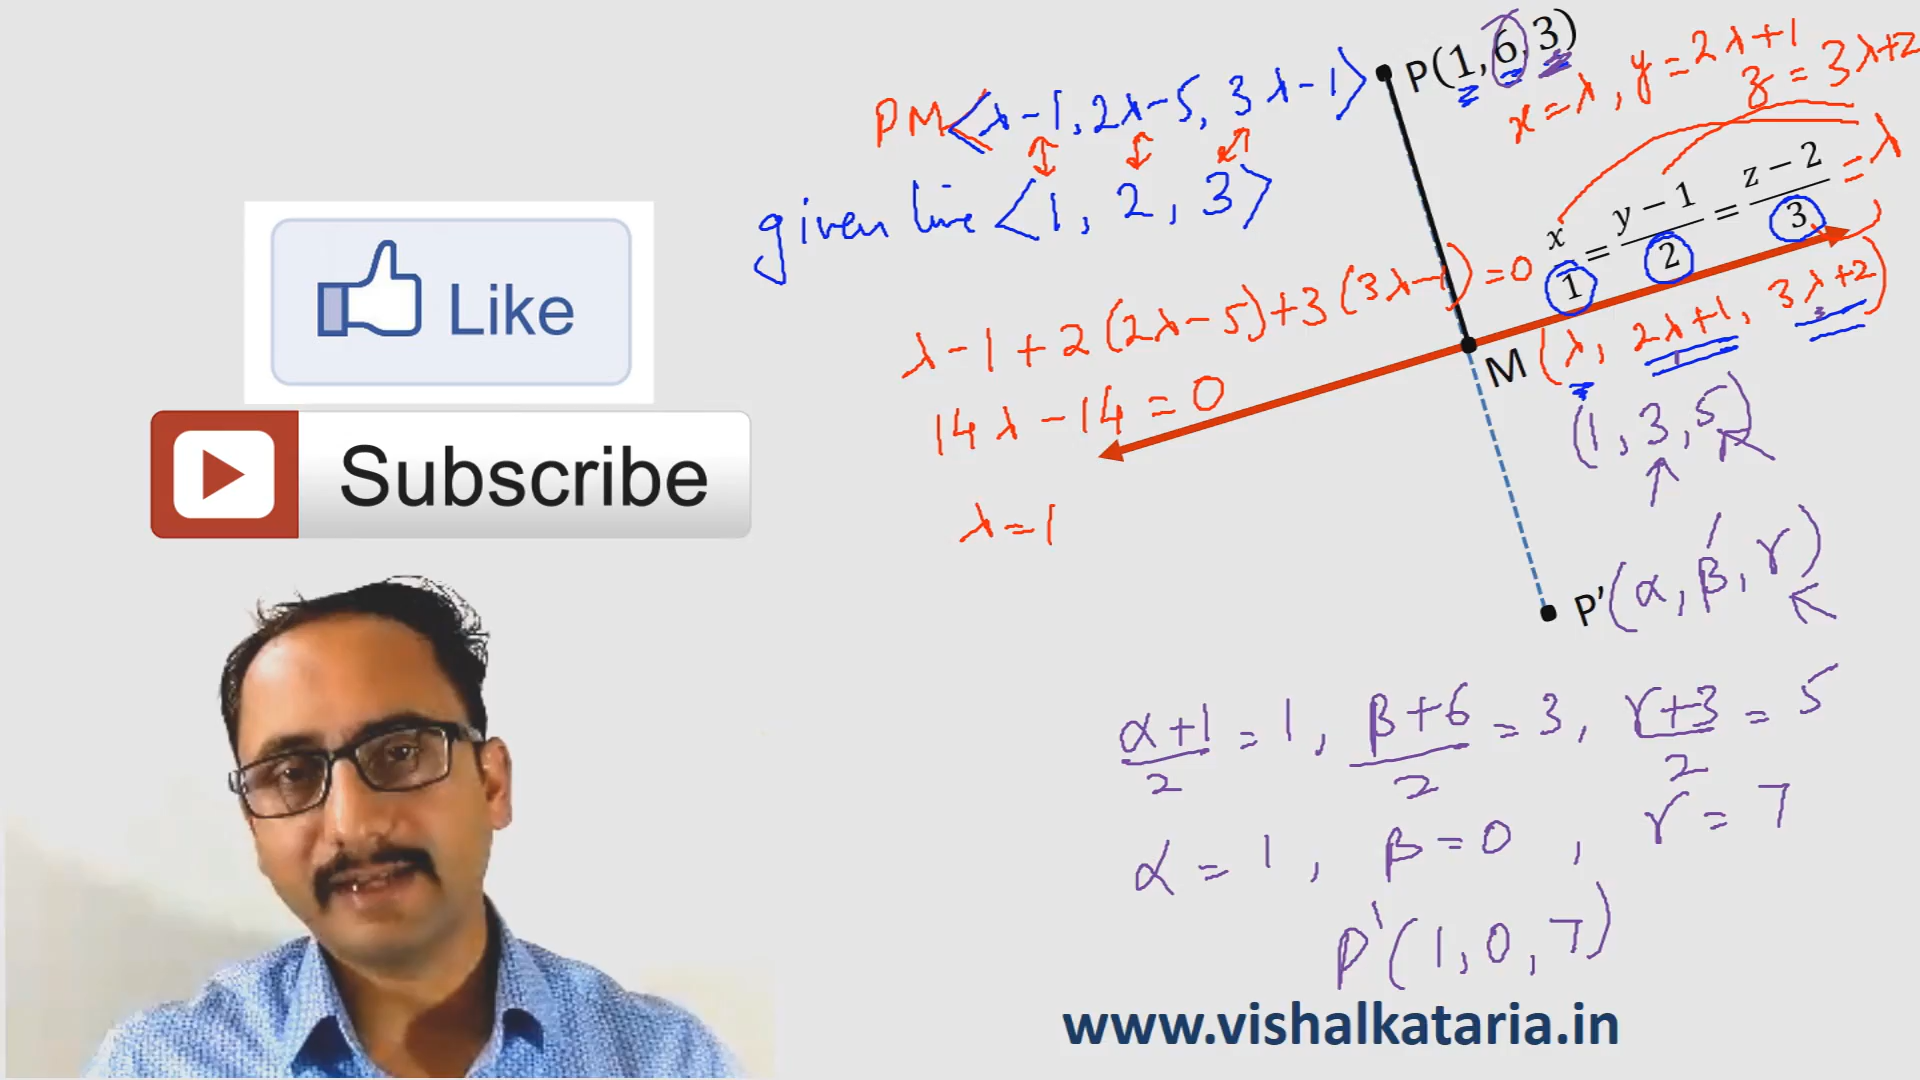 P(1, 6, 3)
x = λ, y = 2λ+1
z = 3λ+2
PM <λ-1, 2λ-5, 3λ-1>
given line <1, 2, 3>
x/1 = (y - 1)/2 = (z - 2)/3 = λ
λ-1 + 2(2λ-5)+3(3λ-1) = 0
M (λ, 2λ+1, 3λ+2)
14λ - 14 = 0
(1, 3, 5)
λ = 1
Like
Subscribe
P'(α, β, γ)
(α+1)/2 = 1, (β+6)/2 = 3, (γ+3)/2 = 5
α = 1, β = 0, γ = 7
P'(1, 0, 7)
www.vishalkataria.in